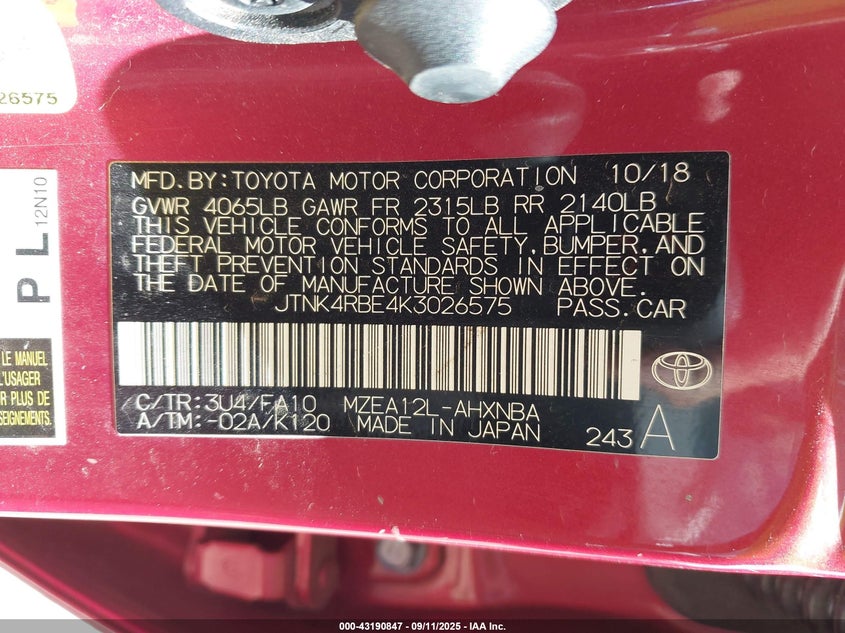 26575
P L
12N10
LE MANUEL
L'USAGER
R PLUS DE
SEIGNEMENTS
MFD.BY:TOYOTA MOTOR CORPORATION 10/18
GVWR 4065LB GAWR FR 2315LB RR 2140LB
THIS VEHICLE CONFORMS TO ALL APPLICABLE
FEDERAL MOTOR VEHICLE SAFETY,BUMPER,AND
THEFT PREVENTION STANDARDS IN EFFECT ON
THE DATE OF MANUFACTURE SHOWN ABOVE.
JTNK4RBE4K3026575 PASS.CAR
C/TR:3U4/FA10 MZEA12L-AHXNBA
A/TM:-02A/K120 MADE IN JAPAN
243 A
000-43190847 - 09/11/2025 - IAA Inc.